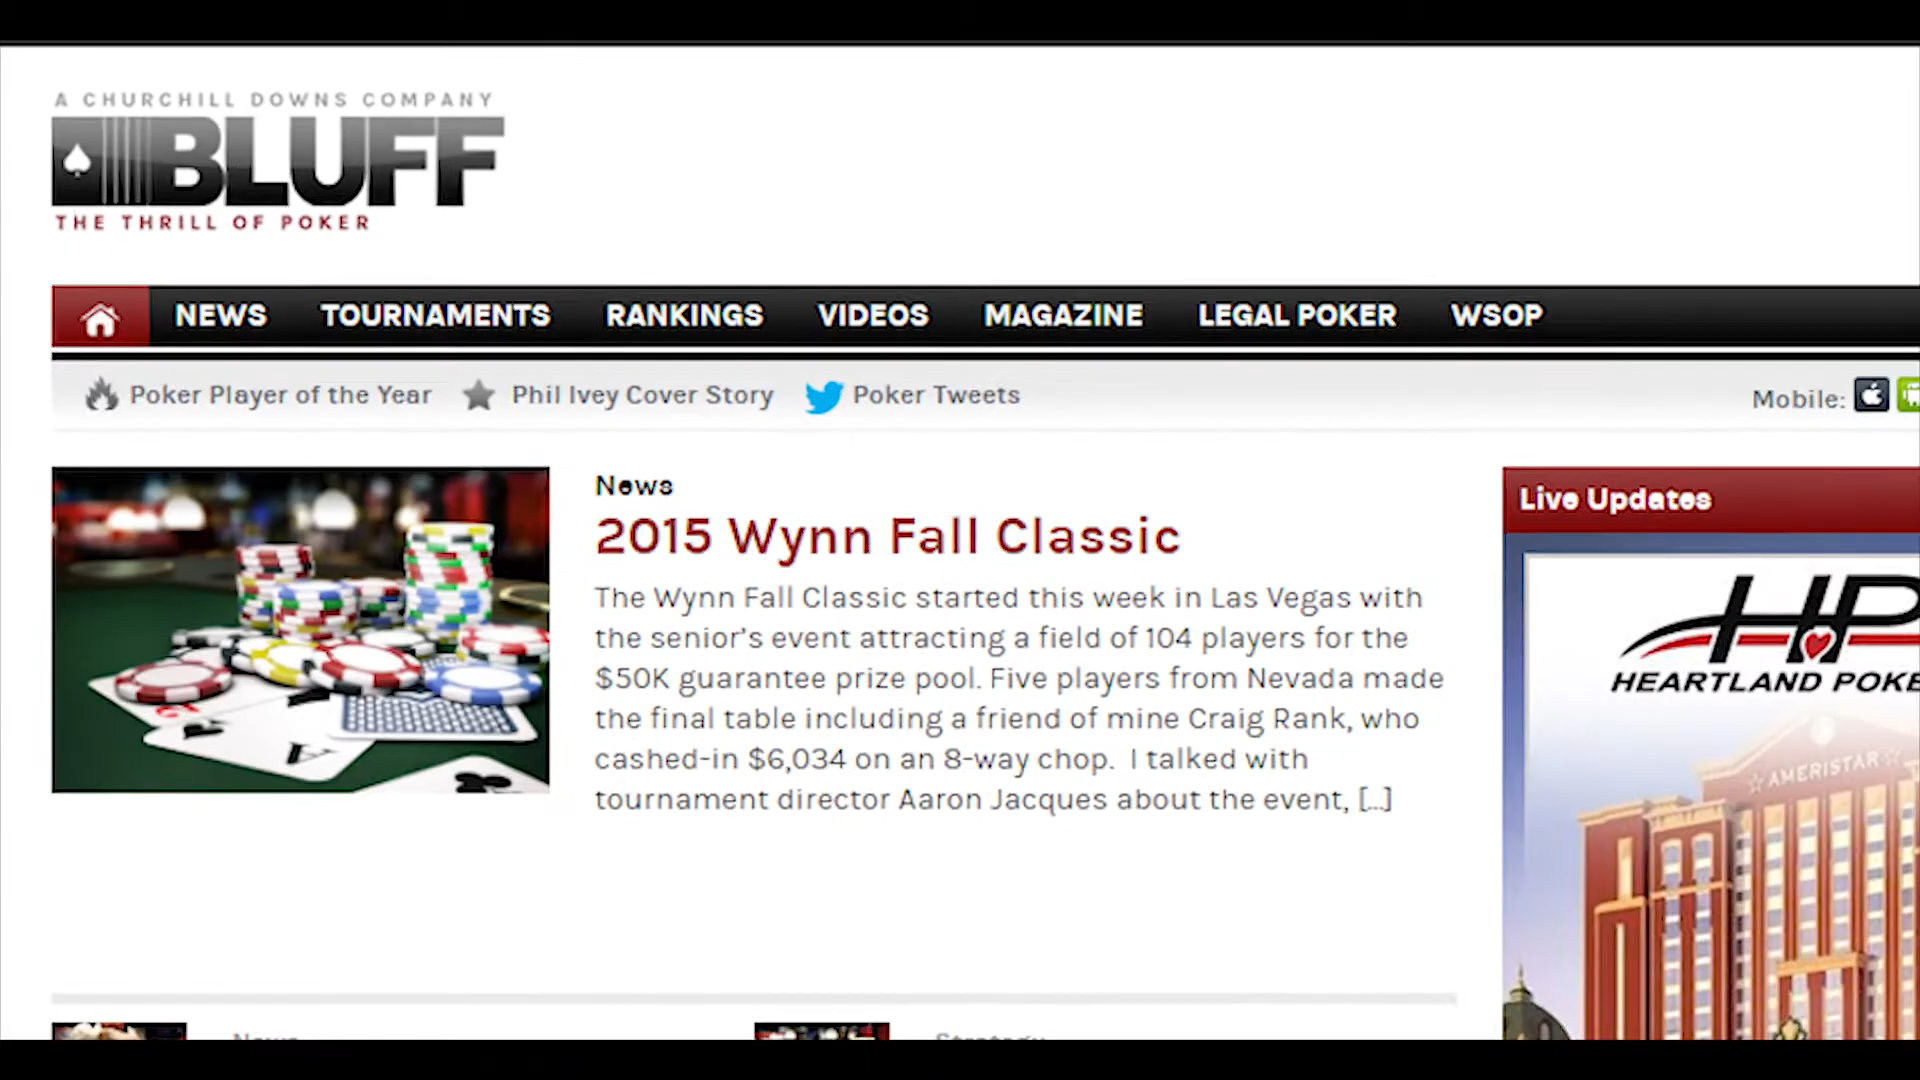 A CHURCHILL DOWNS COMPANY
BLUFF
THE THRILL OF POKER
NEWS TOURNAMENTS RANKINGS VIDEOS MAGAZINE LEGAL POKER WSOP
Poker Player of the Year Phil Ivey Cover Story Poker Tweets Mobile:
News
2015 Wynn Fall Classic
The Wynn Fall Classic started this week in Las Vegas with
the senior's event attracting a field of 104 players for the
$50K guarantee prize pool. Five players from Nevada made
the final table including a friend of mine Craig Rank, who
cashed-in $6,034 on an 8-way chop. I talked with
tournament director Aaron Jacques about the event, [...]
Live Updates
HP
HEARTLAND POKE
AMERISTAR
News Strategy